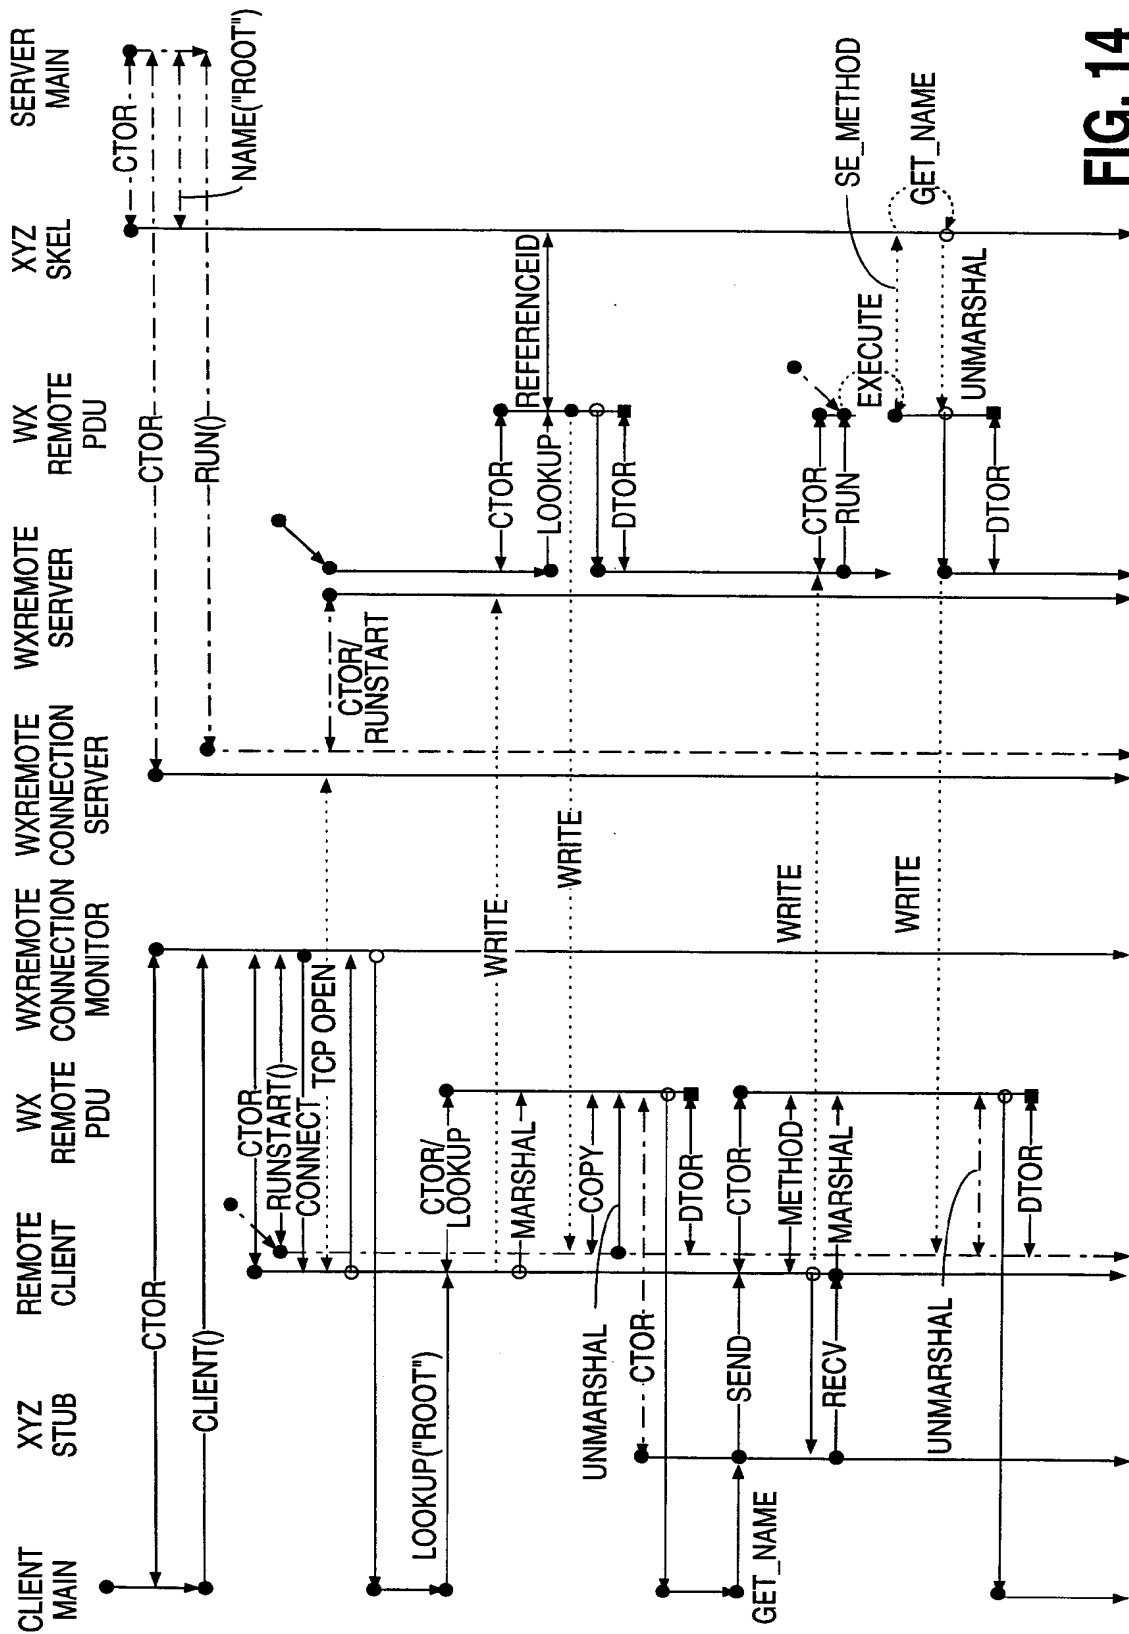 CLIENT
MAIN
XYZ
STUB
REMOTE
CLIENT
WX
REMOTE
PDU
WXREMOTE
CONNECTION
MONITOR
WXREMOTE
CONNECTION
SERVER
WXREMOTE
SERVER
WX
REMOTE
PDU
XYZ
SKEL
SERVER
MAIN
CTOR
CTOR
CTOR
NAME("ROOT")
CLIENT()
RUN()
CTOR
RUNSTART()
CONNECT
TCP OPEN
CTOR/
RUNSTART
LOOKUP("ROOT")
CTOR/
LOOKUP
WRITE
CTOR
MARSHAL
LOOKUP
REFERENCEID
WRITE
COPY
UNMARSHAL
DTOR
CTOR
DTOR
GET_NAME
SEND
CTOR
METHOD
WRITE
CTOR
RECV
MARSHAL
RUN
EXECUTE
SE_METHOD
GET_NAME
WRITE
UNMARSHAL
UNMARSHAL
DTOR
DTOR
FIG. 14